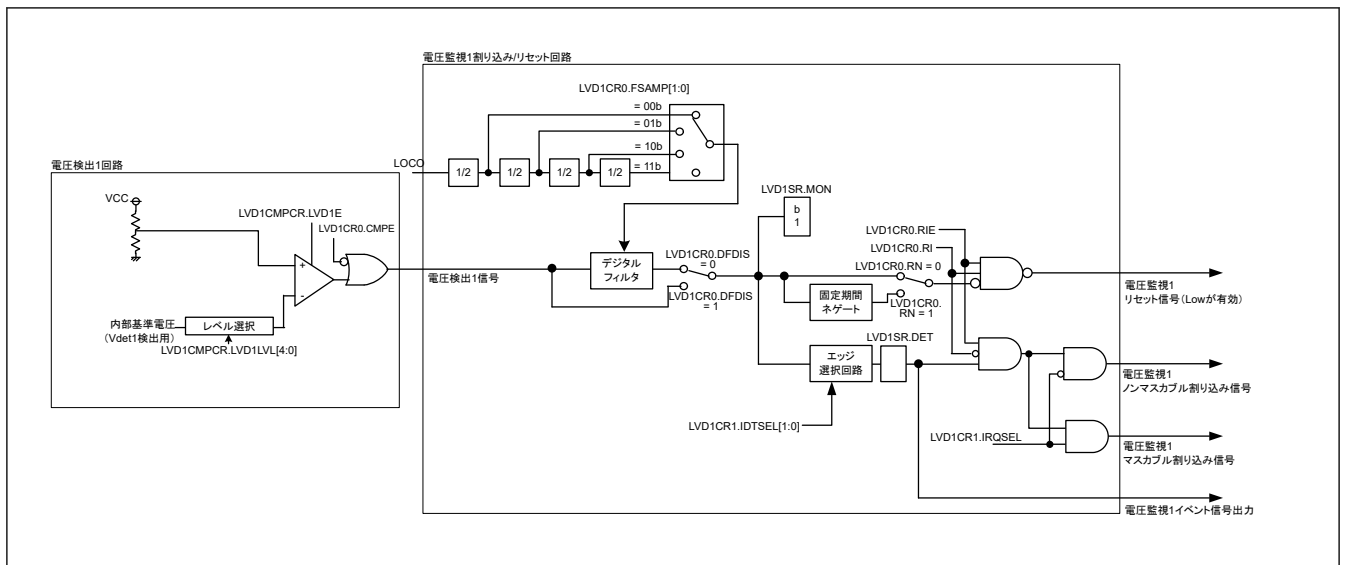 電圧監視1割り込み/リセット回路
LVD1CR0.FSAMP[1:0]
= 00b
= 01b
= 10b
= 11b
電圧検出1回路
LOCO
1/2
1/2
1/2
1/2
VCC
LVD1CMPCR.LVD1E
LVD1CR0.CMPE
+
-
内部基準電圧
(Vdet1検出用)
レベル選択
LVD1CMPCR.LVD1LVL[4:0]
電圧検出1信号
デジタル
フィルタ
LVD1CR0.DFDIS
= 0
LVD1CR0.DFDIS
= 1
LVD1SR.MON
b
1
LVD1CR0.RIE
LVD1CR0.RI
LVD1CR0.RN = 0
固定期間
ネゲート
LVD1CR0.
RN = 1
電圧監視1
リセット信号(Lowが有効)
LVD1SR.DET
エッジ
選択回路
LVD1CR1.IDTSEL[1:0]
電圧監視1
ノンマスカブル割り込み信号
LVD1CR1.IRQSEL
電圧監視1
マスカブル割り込み信号
電圧監視1イベント信号出力